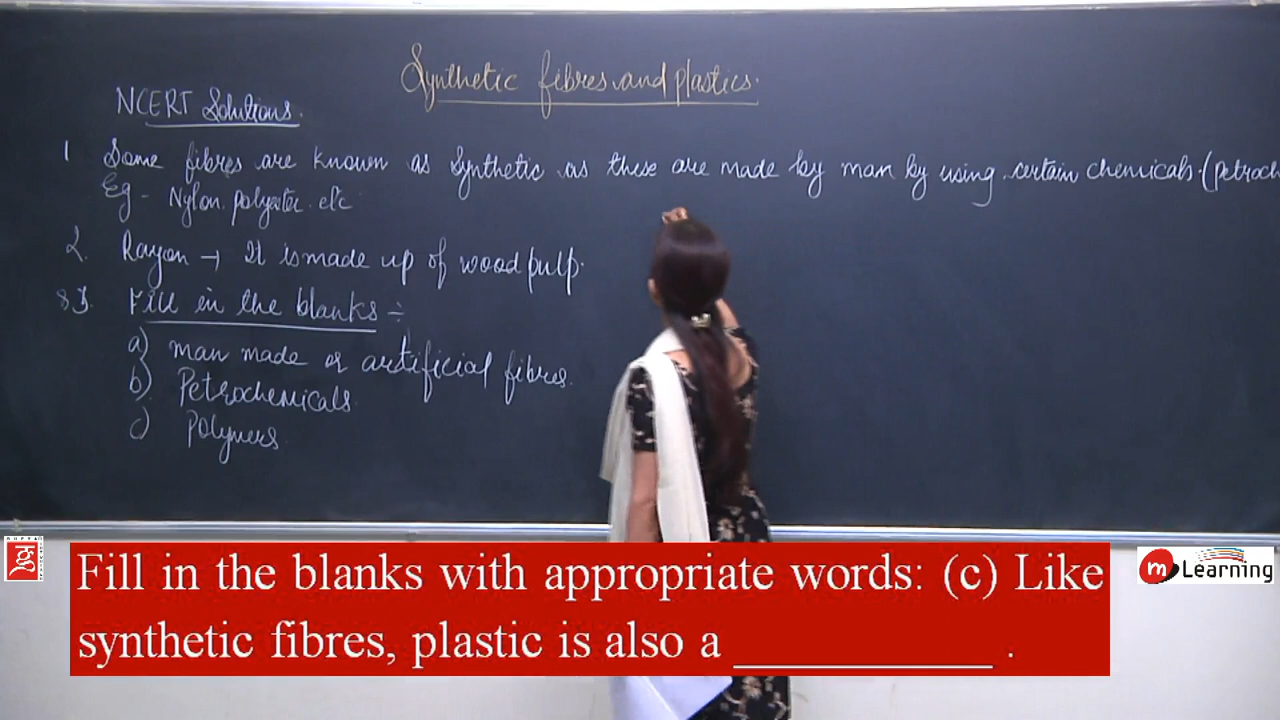 Synthetic fibres and plastics.
NCERT Solutions.
1 Some fibres are known as Synthetic as these are made by man by using certain chemicals. (petroch
Eg - Nylon. polyester. etc
2. Rayon → It is made up of wood pulp.
Fill in the blanks ÷
a) man made or artificial fibres.
b) Petrochemicals
c) Polymers
Fill in the blanks with appropriate words: (c) Like
synthetic fibres, plastic is also a __________ .
m Learning